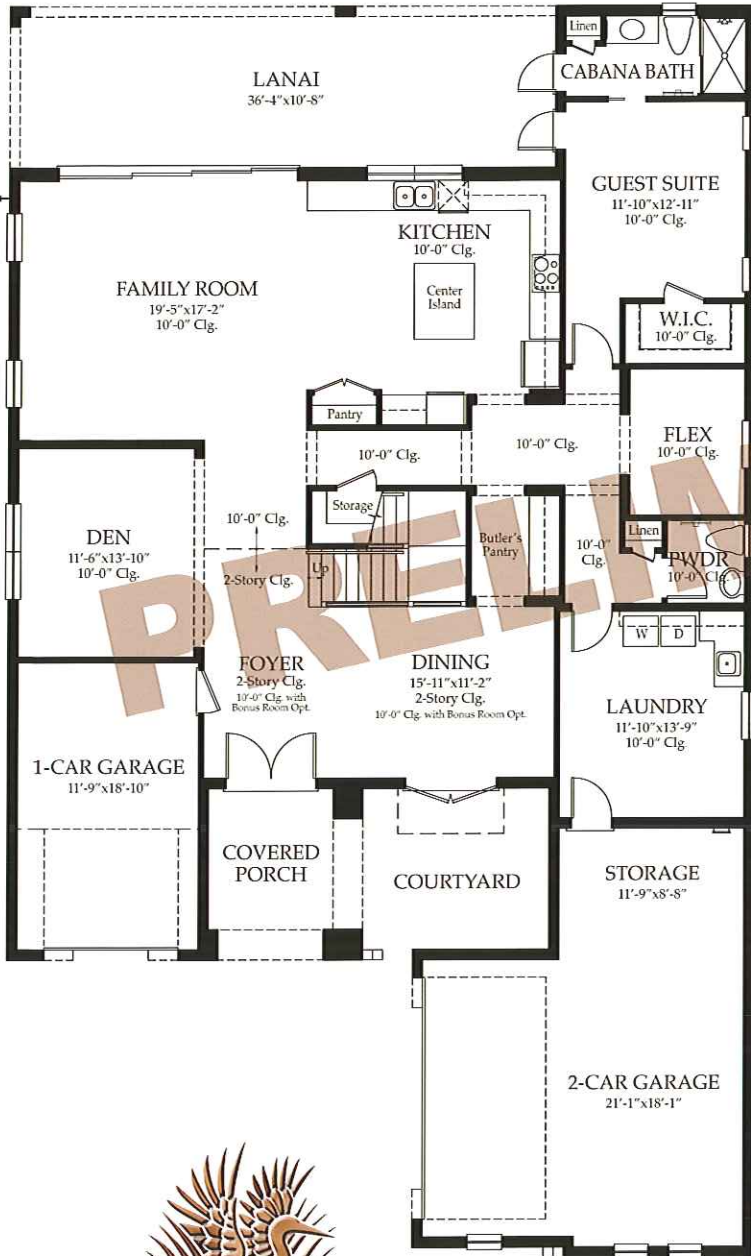 Linen
CABANA BATH
LANAI
36'-4"x10'-8"
GUEST SUITE
11'-10"x12'-11"
10'-0" Clg.
KITCHEN
10'-0" Clg.
Center
Island
FAMILY ROOM
19'-5"x17'-2"
10'-0" Clg.
W.I.C.
10'-0" Clg.
Pantry
10'-0" Clg.
10'-0" Clg.
FLEX
10'-0" Clg.
Storage
DEN
11'-6"x13'-10"
10'-0" Clg.
10'-0" Clg.
2-Story Clg.
Up
Butler's
Pantry
10'-0"
Clg.
Linen
PWDR
10'-0" Clg.
PRELIM
W D
FOYER
2-Story Clg.
10'-0" Clg. with
Bonus Room Opt.
DINING
15'-11"x11'-2"
2-Story Clg.
10'-0" Clg. with Bonus Room Opt.
LAUNDRY
11'-10"x13'-9"
10'-0" Clg.
1-CAR GARAGE
11'-9"x18'-10"
COVERED
PORCH
COURTYARD
STORAGE
11'-9"x8'-8"
2-CAR GARAGE
21'-1"x18'-1"